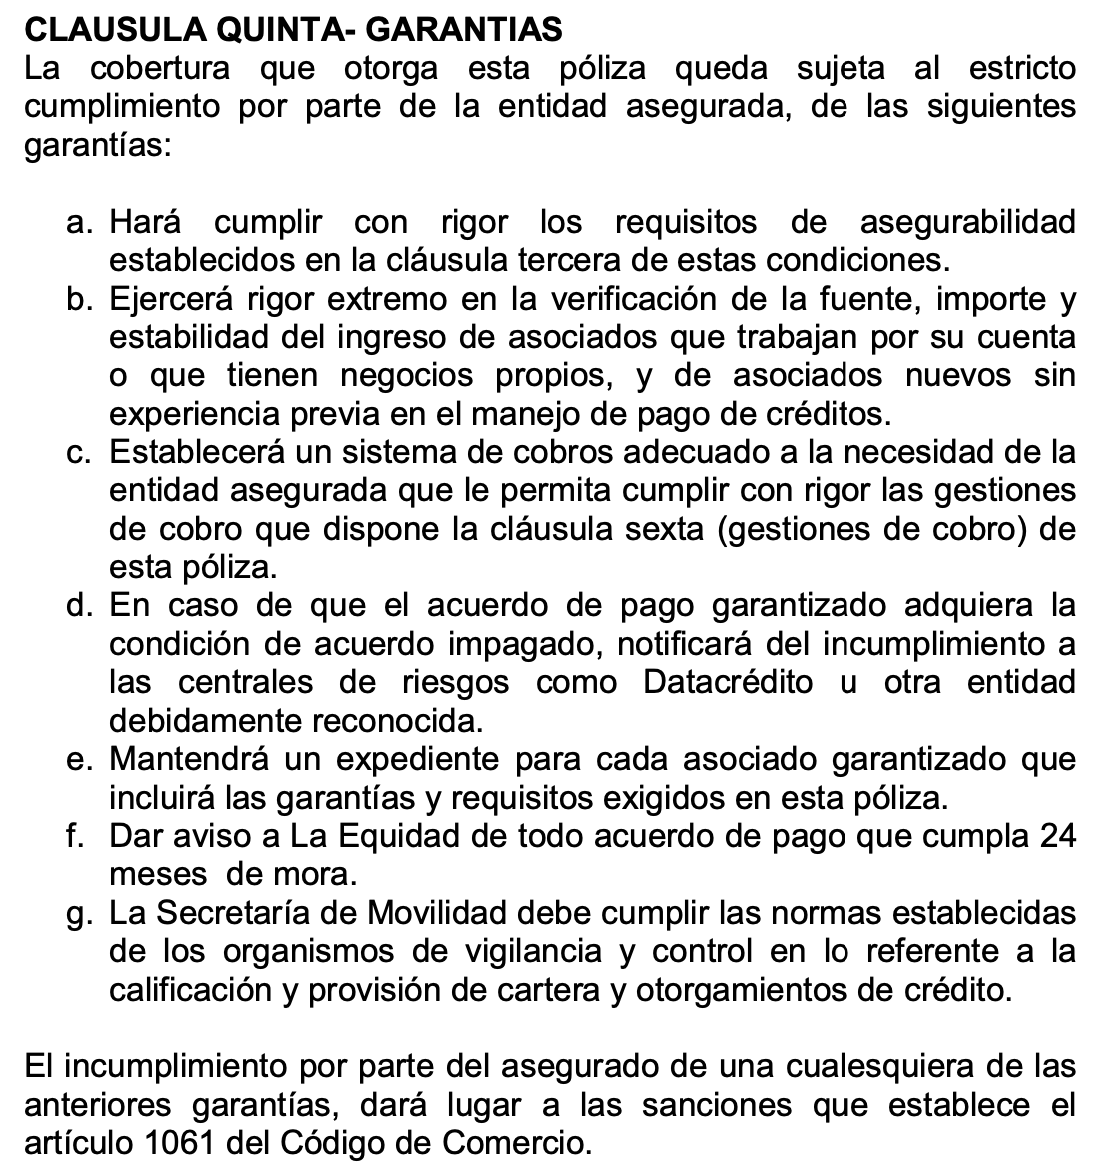 CLAUSULA QUINTA- GARANTIAS
La cobertura que otorga esta póliza queda sujeta al estricto
cumplimiento por parte de la entidad asegurada, de las siguientes
garantías:
a. Hará cumplir con rigor los requisitos de asegurabilidad
establecidos en la cláusula tercera de estas condiciones.
b. Ejercerá rigor extremo en la verificación de la fuente, importe y
estabilidad del ingreso de asociados que trabajan por su cuenta
o que tienen negocios propios, y de asociados nuevos sin
experiencia previa en el manejo de pago de créditos.
c. Establecerá un sistema de cobros adecuado a la necesidad de la
entidad asegurada que le permita cumplir con rigor las gestiones
de cobro que dispone la cláusula sexta (gestiones de cobro) de
esta póliza.
d. En caso de que el acuerdo de pago garantizado adquiera la
condición de acuerdo impagado, notificará del incumplimiento a
las centrales de riesgos como Datacrédito u otra entidad
debidamente reconocida.
e. Mantendrá un expediente para cada asociado garantizado que
incluirá las garantías y requisitos exigidos en esta póliza.
f. Dar aviso a La Equidad de todo acuerdo de pago que cumpla 24
meses de mora.
g. La Secretaría de Movilidad debe cumplir las normas establecidas
de los organismos de vigilancia y control en lo referente a la
calificación y provisión de cartera y otorgamientos de crédito.
El incumplimiento por parte del asegurado de una cualesquiera de las
anteriores garantías, dará lugar a las sanciones que establece el
artículo 1061 del Código de Comercio.